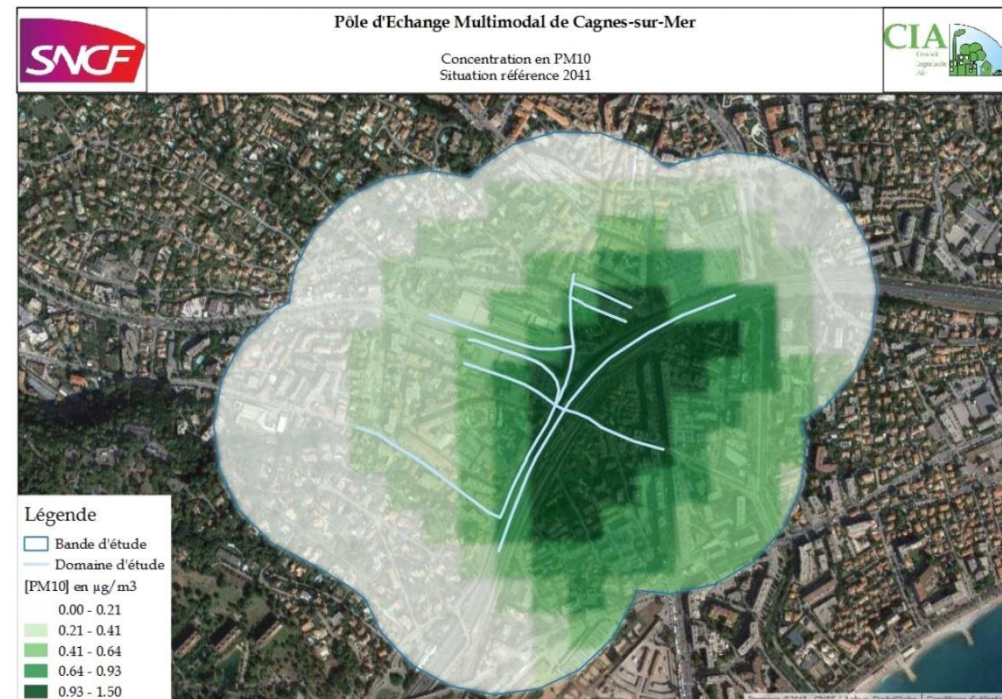 Pôle d'Echange Multimodal de Cagnes-sur-Mer
SNCF
Concentration en PM10
Situation référence 2041
CIA
Conseil
Air
Légende
Bande d'étude
Domaine d'étude
[PM10] en µg/m3
0.00 - 0.21
0.21 - 0.41
0.41 - 0.64
0.64 - 0.93
0.93 - 1.50